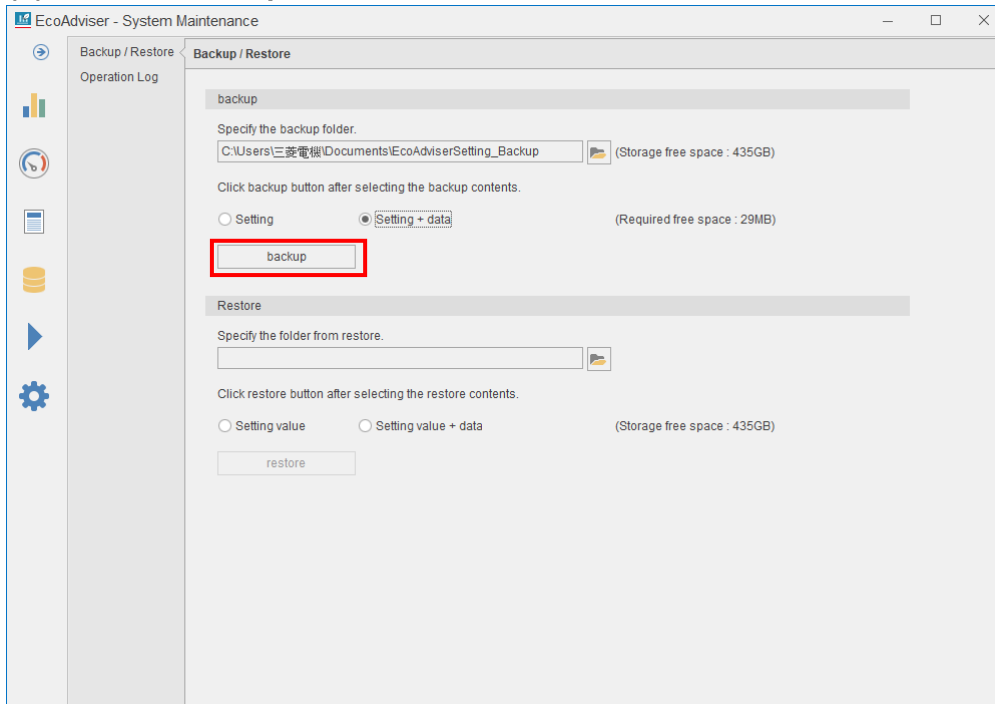 EcoAdviser - System Maintenance
Backup / Restore
Operation Log
Backup / Restore
backup
Specify the backup folder.
C:\Users\三菱電機\Documents\EcoAdviserSetting_Backup
(Storage free space : 435GB)
Click backup button after selecting the backup contents.
Setting
Setting + data
(Required free space : 29MB)
backup
Restore
Specify the folder from restore.
Click restore button after selecting the restore contents.
Setting value
Setting value + data
(Storage free space : 435GB)
restore